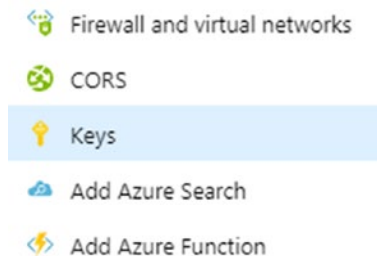 Firewall and virtual networks
CORS
Keys
Add Azure Search
Add Azure Function